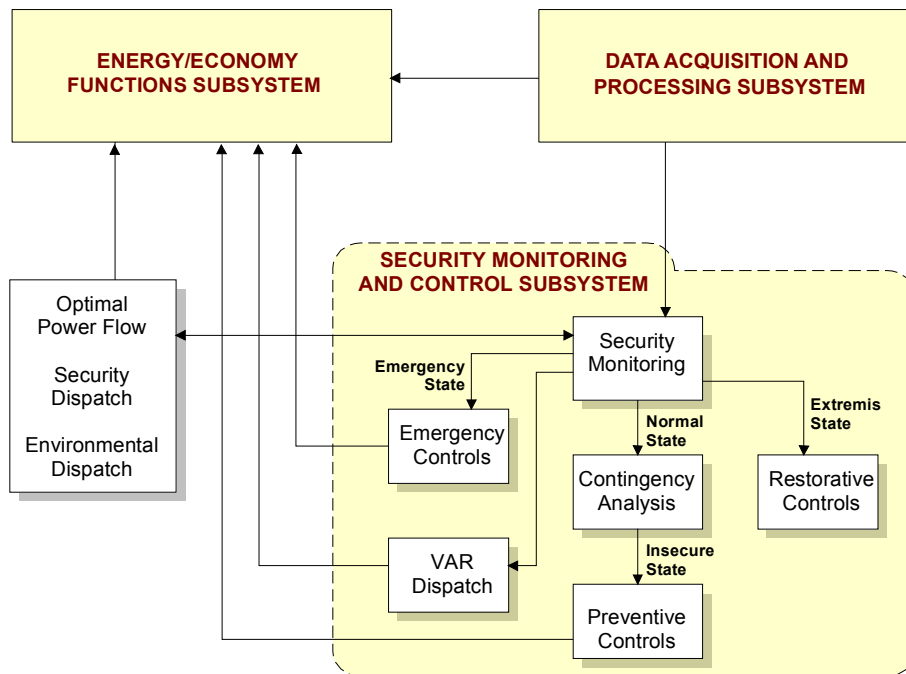 ENERGY/ECONOMY
FUNCTIONS SUBSYSTEM
DATA ACQUISITION AND
PROCESSING SUBSYSTEM
SECURITY MONITORING
AND CONTROL SUBSYSTEM
Optimal
Power Flow
Security
Dispatch
Environmental
Dispatch
Security
Monitoring
Emergency
State
Emergency
Controls
Normal
State
Extremis
State
Contingency
Analysis
Restorative
Controls
VAR
Dispatch
Insecure
State
Preventive
Controls